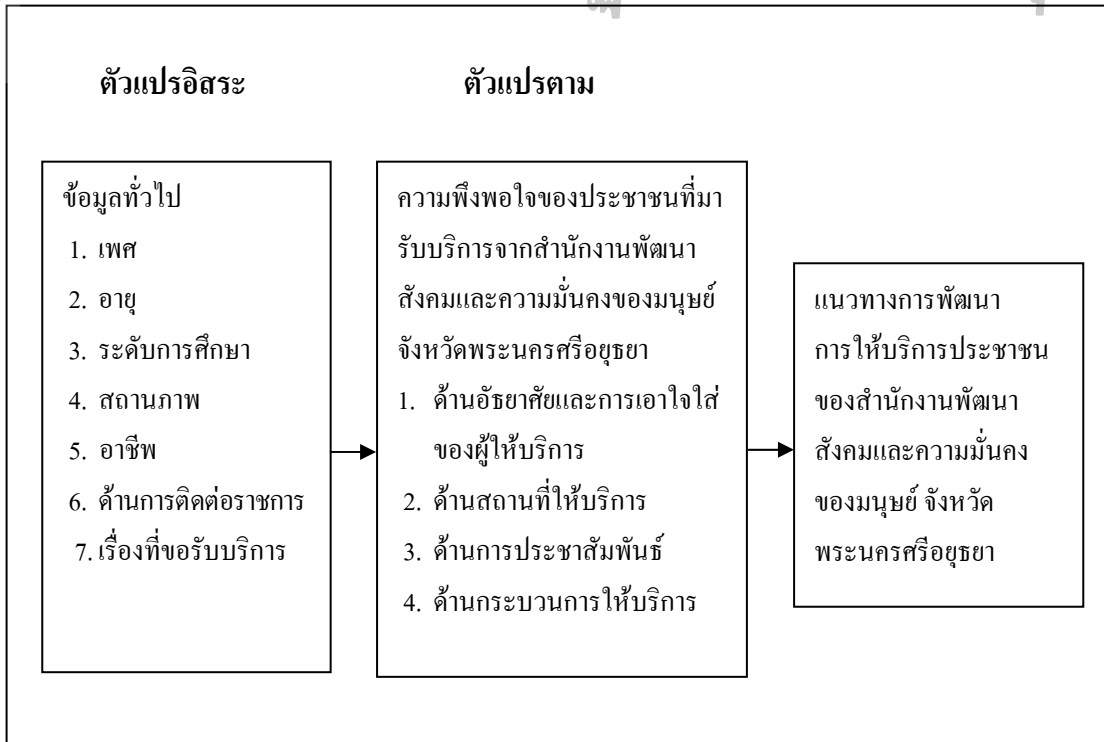 ตัวแปรอิสระ
ตัวแปรตาม
ข้อมูลทั่วไป
1. เพศ
2. อายุ
3. ระดับการศึกษา
4. สถานภาพ
5. อาชีพ
6. ด้านการติดต่อราชการ
7. เรื่องที่ขอรับบริการ
ความพึงพอใจของประชาชนที่มา
รับบริการจากสำนักงานพัฒนา
สังคมและความมั่นคงของมนุษย์
จังหวัดพระนครศรีอยุธยา
1. ด้านอัธยาศัยและการเอาใจใส่
ของผู้ให้บริการ
2. ด้านสถานที่ให้บริการ
3. ด้านการประชาสัมพันธ์
4. ด้านกระบวนการให้บริการ
แนวทางการพัฒนา
การให้บริการประชาชน
ของสำนักงานพัฒนา
สังคมและความมั่นคง
ของมนุษย์ จังหวัด
พระนครศรีอยุธยา